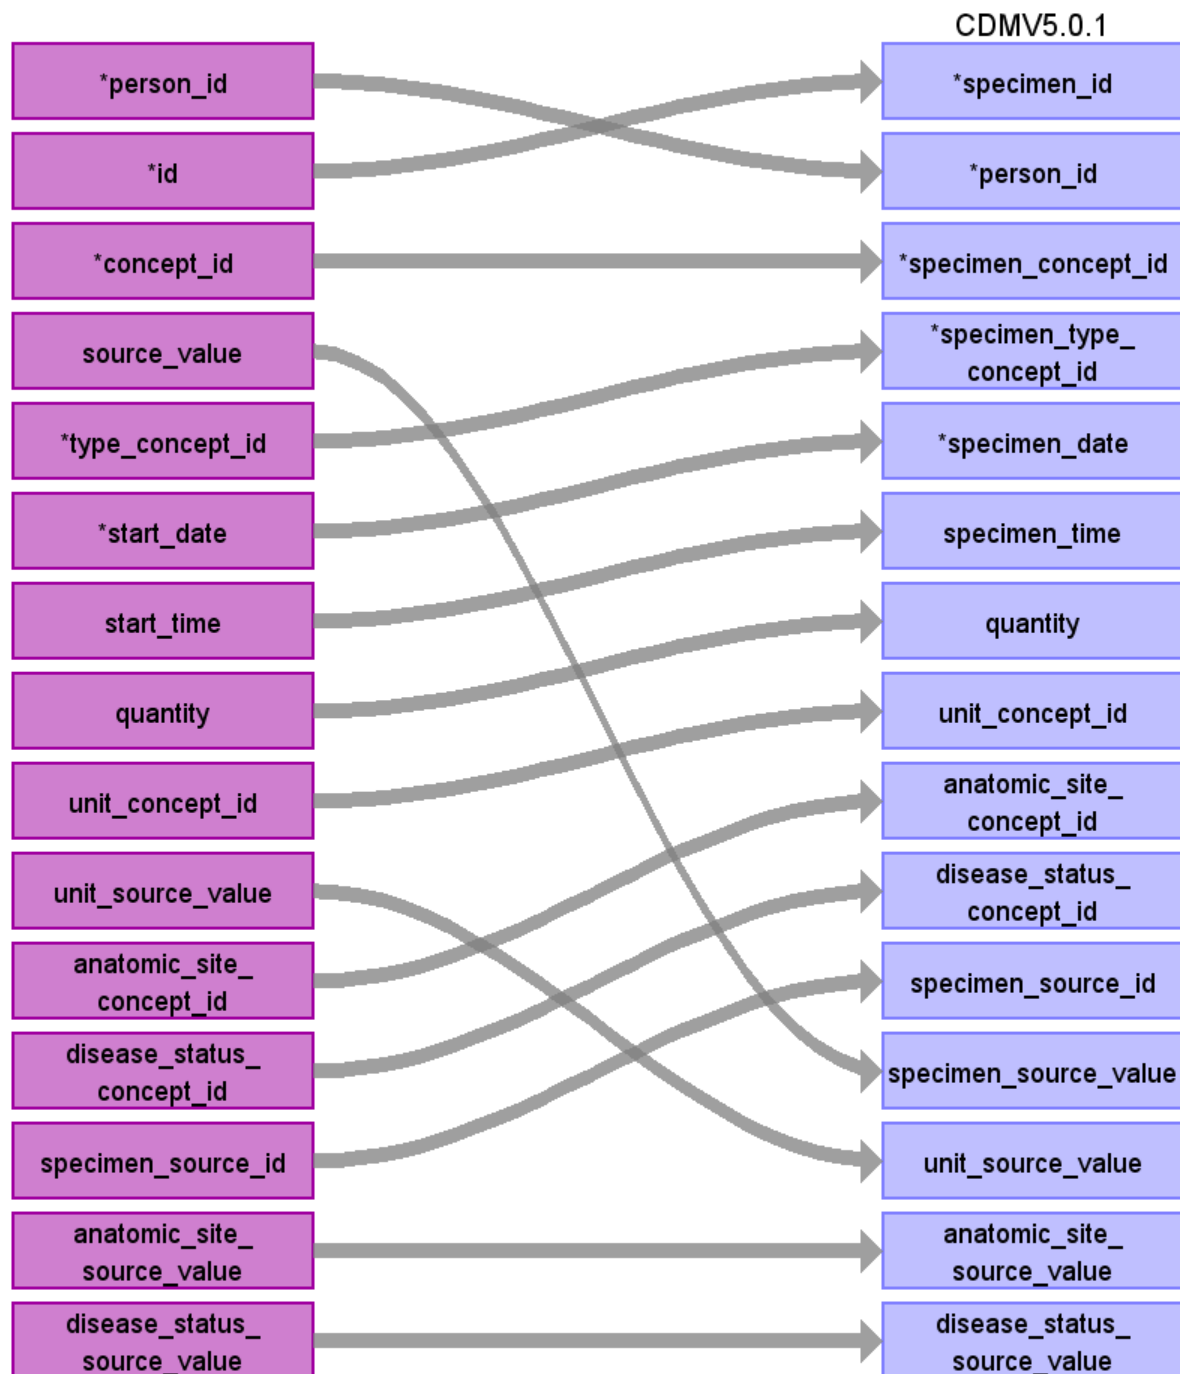 CDMV5.0.1
*person_id
*specimen_id
*id
*person_id
*concept_id
*specimen_concept_id
source_value
*specimen_type_
concept_id
*type_concept_id
*specimen_date
*start_date
specimen_time
start_time
quantity
quantity
unit_concept_id
unit_concept_id
anatomic_site_
concept_id
unit_source_value
disease_status_
concept_id
anatomic_site_
concept_id
specimen_source_id
disease_status_
concept_id
specimen_source_value
specimen_source_id
unit_source_value
anatomic_site_
source_value
anatomic_site_
source_value
disease_status_
source_value
disease_status_
source_value